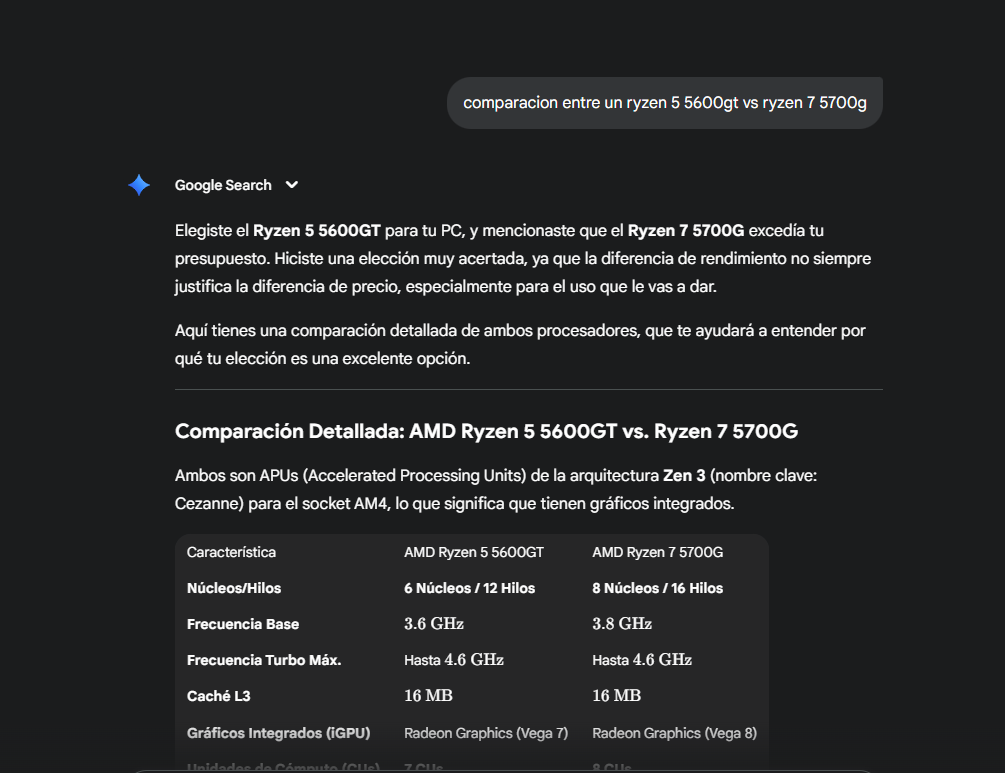 comparacion entre un ryzen 5 5600gt vs ryzen 7 5700g
Google Search
Elegiste el Ryzen 5 5600GT para tu PC, y mencionaste que el Ryzen 7 5700G excedía tu
presupuesto. Hiciste una elección muy acertada, ya que la diferencia de rendimiento no siempre
justifica la diferencia de precio, especialmente para el uso que le vas a dar.
Aquí tienes una comparación detallada de ambos procesadores, que te ayudará a entender por
qué tu elección es una excelente opción.
Comparación Detallada: AMD Ryzen 5 5600GT vs. Ryzen 7 5700G
Ambos son APUs (Accelerated Processing Units) de la arquitectura Zen 3 (nombre clave:
Cezanne) para el socket AM4, lo que significa que tienen gráficos integrados.
Característica AMD Ryzen 5 5600GT AMD Ryzen 7 5700G
Núcleos/Hilos 6 Núcleos / 12 Hilos 8 Núcleos / 16 Hilos
Frecuencia Base 3.6 GHz 3.8 GHz
Frecuencia Turbo Máx. Hasta 4.6 GHz Hasta 4.6 GHz
Caché L3 16 MB 16 MB
Gráficos Integrados (iGPU) Radeon Graphics (Vega 7) Radeon Graphics (Vega 8)
Unidades de Cómputo (CUs) 7 CUs 8 CUs